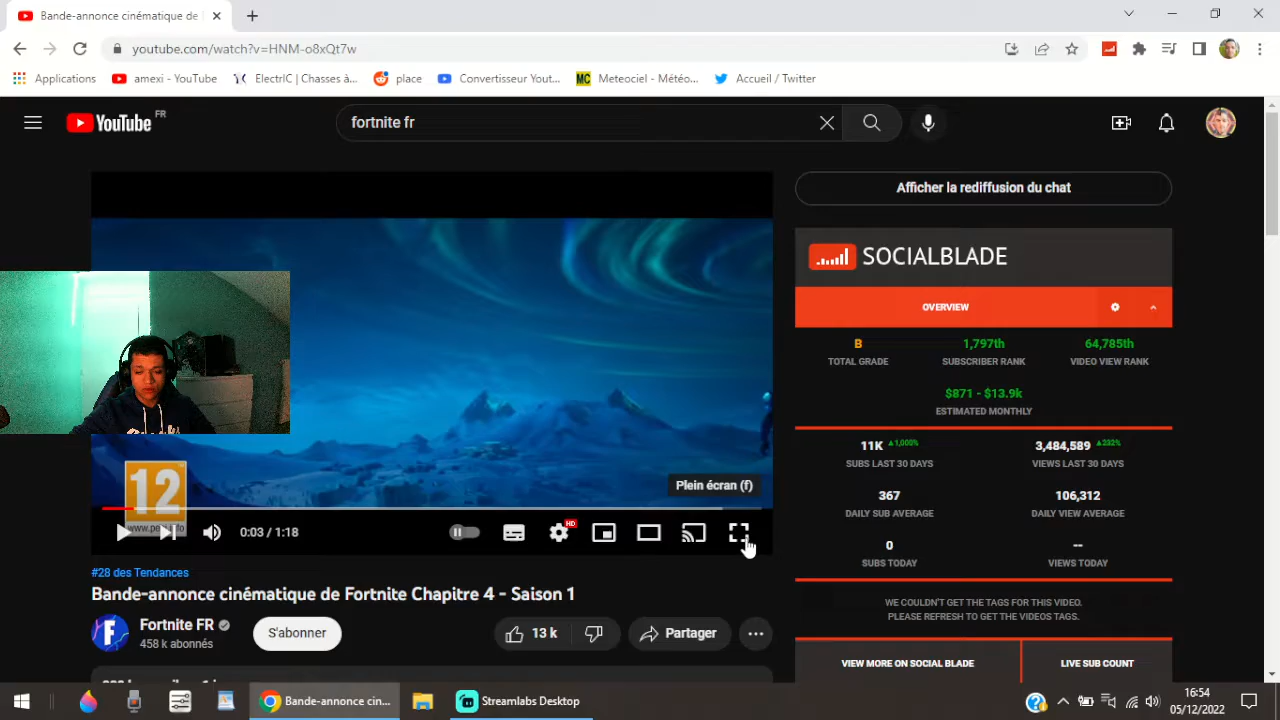 Bande-annonce cinématique de
youtube.com/watch?v=HNM-o8xQt7w
Applications
amexi - YouTube
ElectrIC | Chasses à...
place
Convertisseur Yout...
MC
Meteociel - Météo...
Accueil / Twitter
YouTube FR
fortnite fr
Afficher la rediffusion du chat
SOCIALBLADE
OVERVIEW
B 1,797th 64,785th
TOTAL GRADE SUBSCRIBER RANK VIDEO VIEW RANK
$871 - $13.9k
ESTIMATED MONTHLY
11K ▲1,000% 3,484,589 ▲232%
SUBS LAST 30 DAYS VIEWS LAST 30 DAYS
367 106,312
DAILY SUB AVERAGE DAILY VIEW AVERAGE
0 --
SUBS TODAY VIEWS TODAY
WE COULDN'T GET THE TAGS FOR THIS VIDEO.
PLEASE REFRESH TO GET THE VIDEOS TAGS.
VIEW MORE ON SOCIAL BLADE LIVE SUB COUNT
12
Plein écran (f)
0:03 / 1:18
HD
#28 des Tendances
Bande-annonce cinématique de Fortnite Chapitre 4 - Saison 1
Fortnite FR
458 k abonnés
S'abonner
13 k
Partager
Bande-annonce cin...
Streamlabs Desktop
16:54
05/12/2022